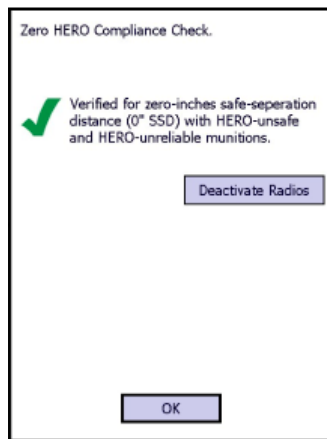 Zero HERO Compliance Check.
Verified for zero-inches safe-seperation
distance (0" SSD) with HERO-unsafe
and HERO-unreliable munitions.
Deactivate Radios
OK